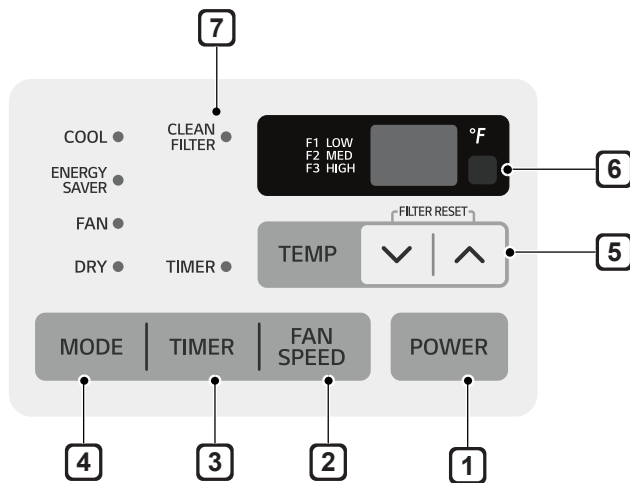 7
COOL
CLEAN
FILTER
F1 LOW
F2 MED
F3 HIGH
°F
6
ENERGY
SAVER
FAN
FILTER RESET
5
DRY
TIMER
TEMP
MODE
TIMER
FAN
SPEED
POWER
4
3
2
1